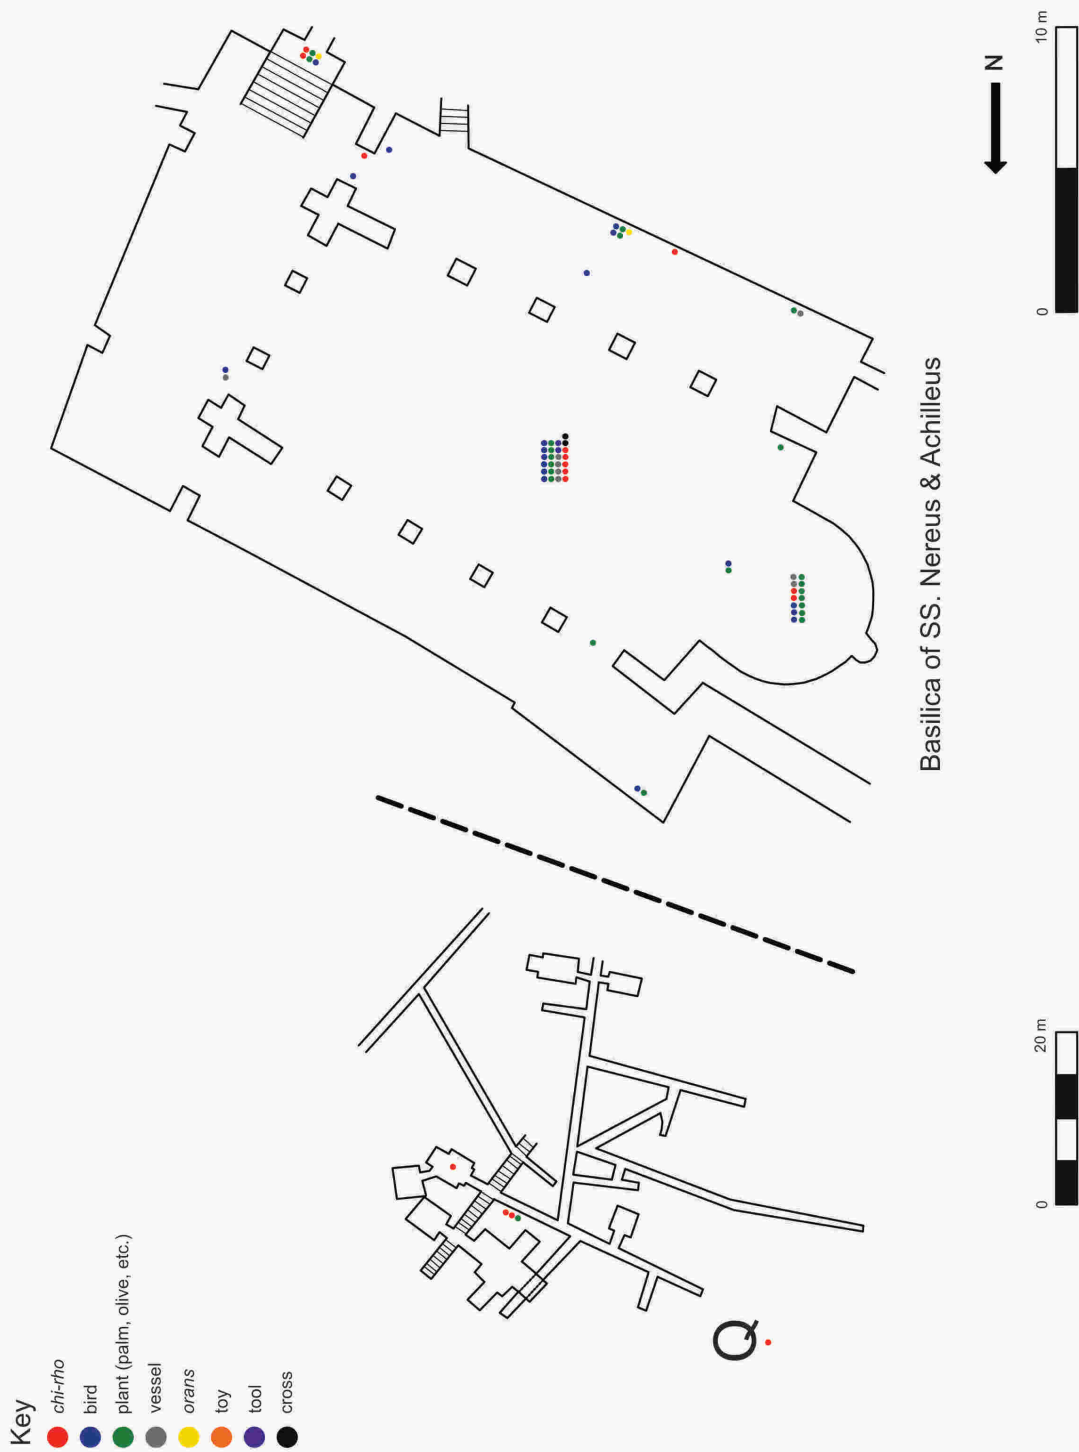 Key
chi-rho
bird
plant (palm, olive, etc.)
vessel
orans
toy
tool
cross
Q
0
20 m
Basilica of SS. Nereus & Achilleus
N
0
10 m